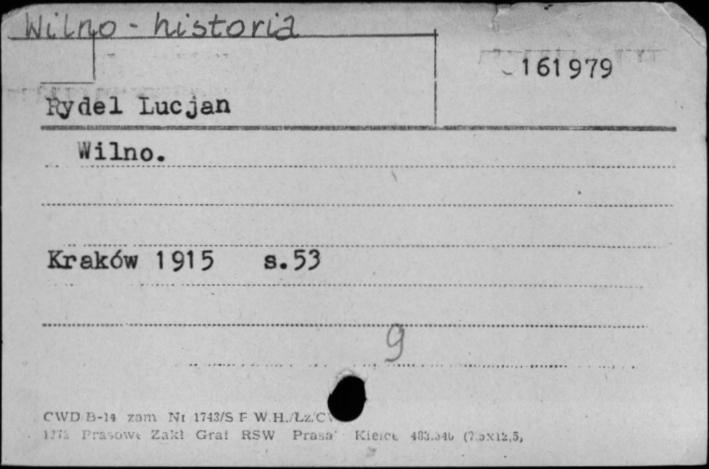 Wilno - historia
161979
Rydel Lucjan
Wilno.
Kraków 1915 s.53
9
CWD B-14 zam Nr 1743/S F W.H./Łz/C
Prasowe Zakł Graf RSW Prasa Kielce